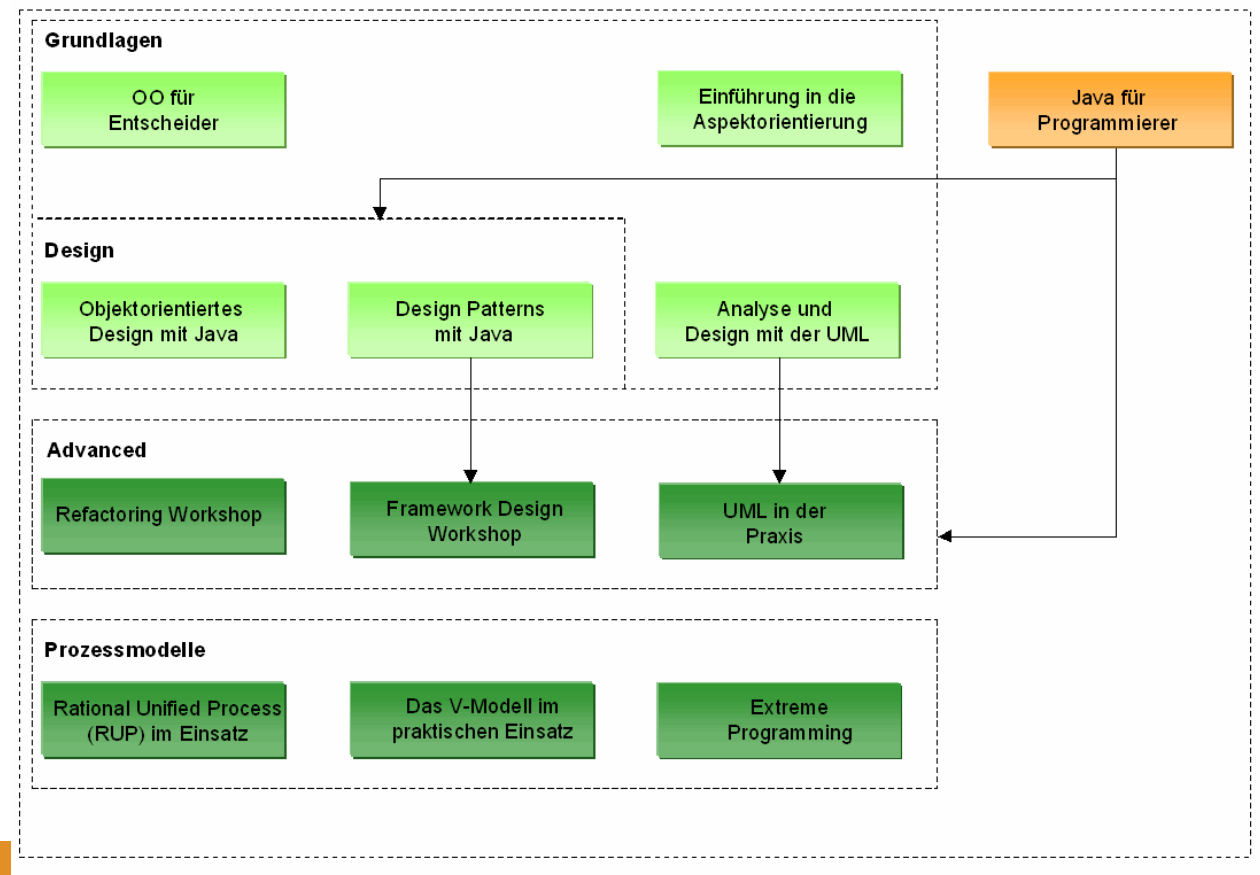 Grundlagen
OO für
Entscheider
Einführung in die
Aspektorientierung
Java für
Programmierer
Design
Objektorientiertes
Design mit Java
Design Patterns
mit Java
Analyse und
Design mit der UML
Advanced
Refactoring Workshop
Framework Design
Workshop
UML in der
Praxis
Prozessmodelle
Rational Unified Process
(RUP) im Einsatz
Das V-Modell im
praktischen Einsatz
Extreme
Programming